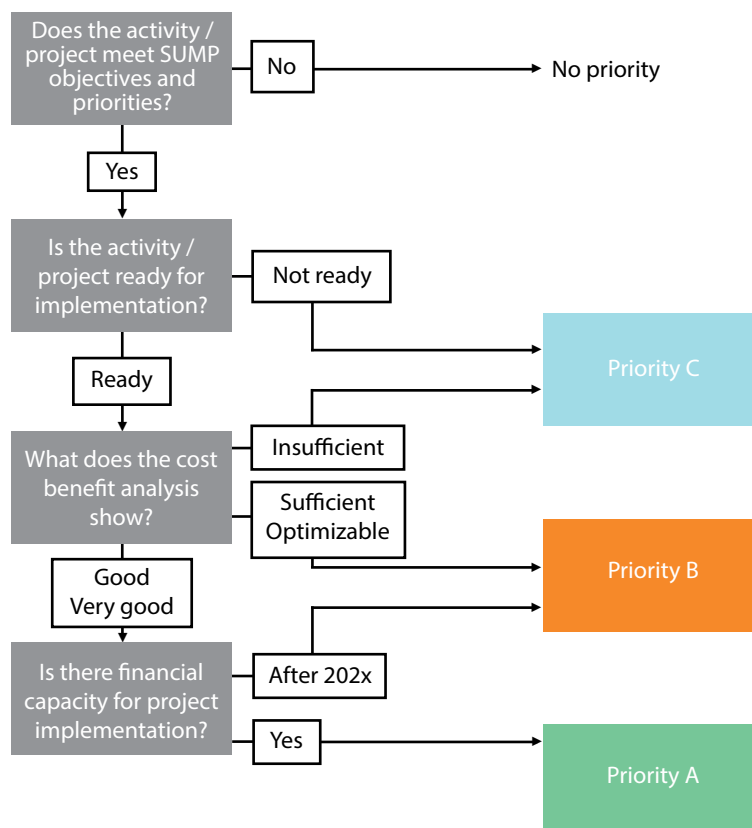 Does the activity /
project meet SUMP
objectives and
priorities?
No
No priority
Yes
Is the activity /
project ready for
implementation?
Not ready
Priority C
Ready
Insufficient
What does the cost
benefit analysis
show?
Sufficient
Optimizable
Priority B
Good
Very good
Is there financial
capacity for project
implementation?
After 202x
Yes
Priority A